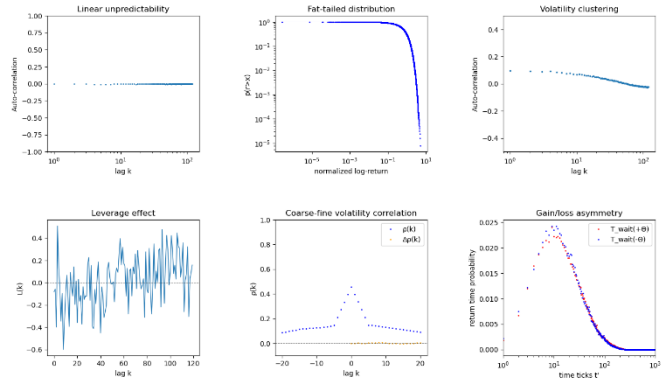 Linear unpredictability
1.00
0.75
0.50
0.25
0.00
-0.25
-0.50
-0.75
-1.00
Auto-correlation
10⁰ 10¹ 10²
lag k
Fat-tailed distribution
10⁰
10⁻¹
10⁻²
10⁻³
10⁻⁴
10⁻⁵
p(r>x)
10⁻⁷ 10⁻⁵ 10⁻³ 10⁻¹ 10¹
normalized log-return
Volatility clustering
0.4
0.2
0.0
-0.2
-0.4
Auto-correlation
10⁰ 10¹ 10²
lag k
Leverage effect
0.4
0.2
0.0
-0.2
-0.4
-0.6
L(k)
0 20 40 60 80 100 120
lag k
Coarse-fine volatility correlation
1.0
0.8
0.6
0.4
0.2
0.0
ρ(k)
ρ(k)
Δρ(k)
-20 -10 0 10 20
lag k
Gain/loss asymmetry
0.025
0.020
0.015
0.010
0.005
0.000
return time probability
T_wait(+Θ)
T_wait(-Θ)
10⁰ 10¹ 10² 10³
time ticks t'